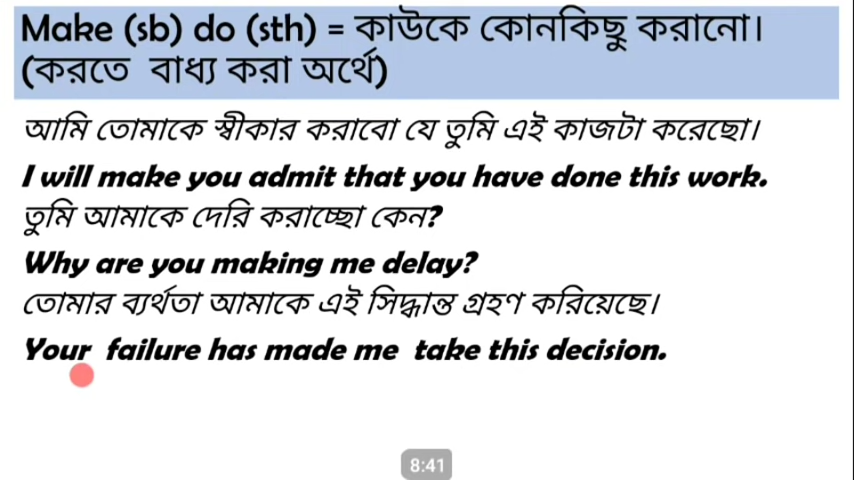 Make (sb) do (sth) = কাউকে কোনকিছু করানো।
(করতে বাধ্য করা অর্থে)
আমি তোমাকে স্বীকার করাবো যে তুমি এই কাজটা করেছো।
I will make you admit that you have done this work.
তুমি আমাকে দেরি করাচ্ছো কেন?
Why are you making me delay?
তোমার ব্যর্থতা আমাকে এই সিদ্ধান্ত গ্রহণ করিয়েছে।
Your failure has made me take this decision.
8:41